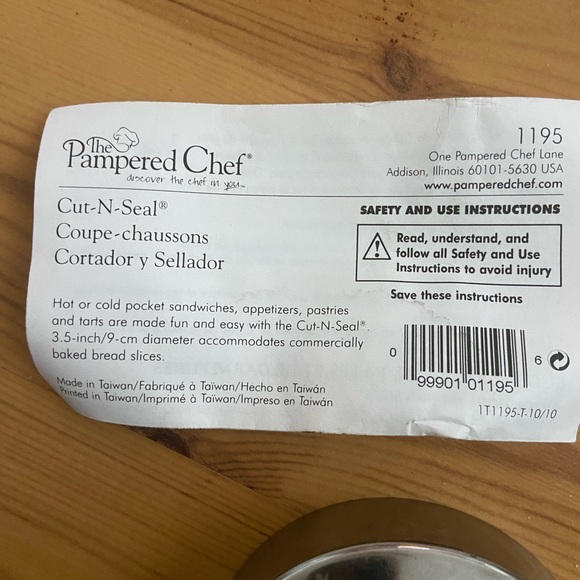 The
Pampered Chef®
discover the chef in you™
1195
One Pampered Chef Lane
Addison, Illinois 60101-5630 USA
www.pamperedchef.com
Cut-N-Seal®
Coupe-chaussons
Cortador y Sellador
SAFETY AND USE INSTRUCTIONS
Read, understand, and
follow all Safety and Use
Instructions to avoid injury
Save these instructions
Hot or cold pocket sandwiches, appetizers, pastries
and tarts are made fun and easy with the Cut-N-Seal®.
3.5-inch/9-cm diameter accommodates commercially
baked bread slices.
Made in Taiwan/Fabriqué à Taïwan/Hecho en Taiwán
Printed in Taiwan/Imprimé à Taïwan/Impreso en Taiwán
0 99901 01195 6
1T1195-T-10/10